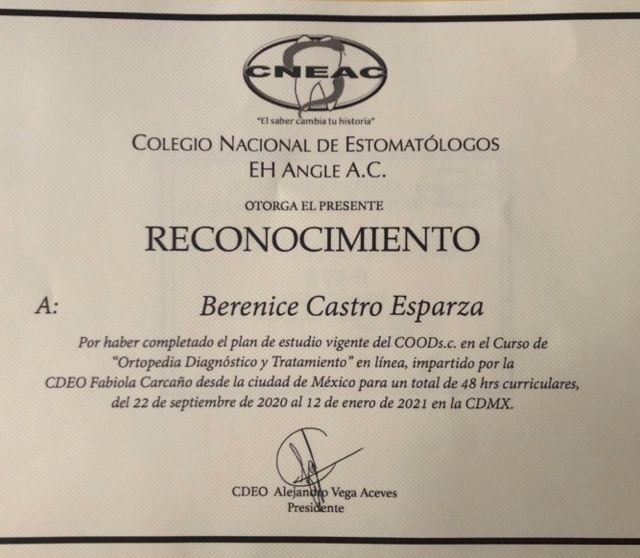 CNEAC
"El saber cambia tu historia"
COLEGIO NACIONAL DE ESTOMATÓLOGOS
EH ANGLE A.C.
OTORGA EL PRESENTE
RECONOCIMIENTO
A: Berenice Castro Esparza
Por haber completado el plan de estudio vigente del COODs.c. en el Curso de
"Ortopedia Diagnóstico y Tratamiento" en línea, impartido por la
CDEO Fabiola Carcaño desde la ciudad de México para un total de 48 hrs curriculares,
del 22 de septiembre de 2020 al 12 de enero de 2021 en la CDMX.
CDEO Alejandro Vega Aceves
Presidente